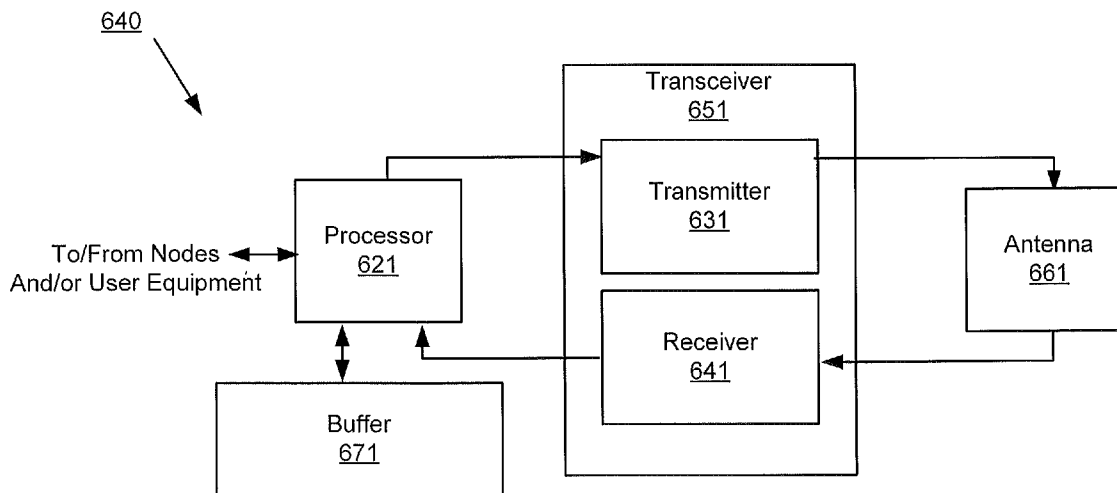 640
Transceiver
651
Transmitter
631
Processor
621
To/From Nodes
And/or User Equipment
Antenna
661
Receiver
641
Buffer
671